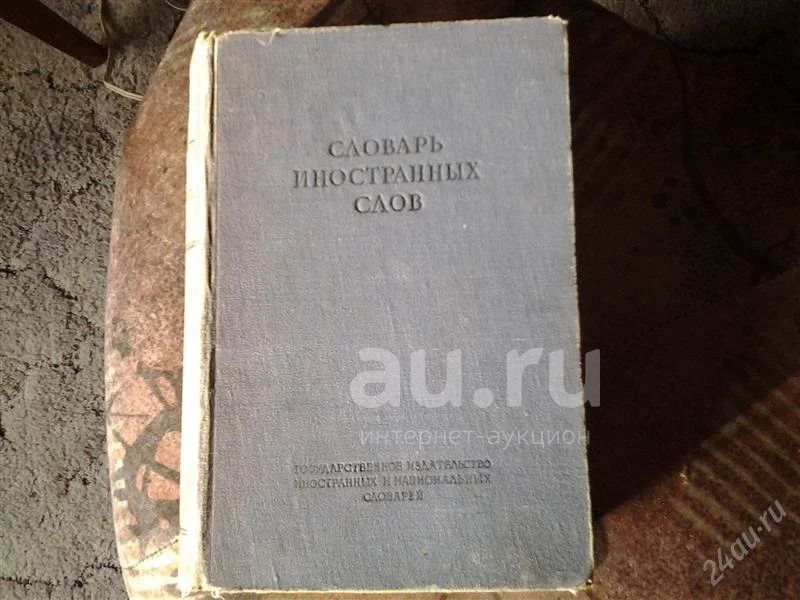 СЛОВАРЬ
ИНОСТРАННЫХ
СЛОВ
au.ru
интернет-аукцион
ГОСУДАРСТВЕННОЕ ИЗДАТЕЛЬСТВО
ИНОСТРАННЫХ И НАЦИОНАЛЬНЫХ
СЛОВАРЕЙ
24au.ru